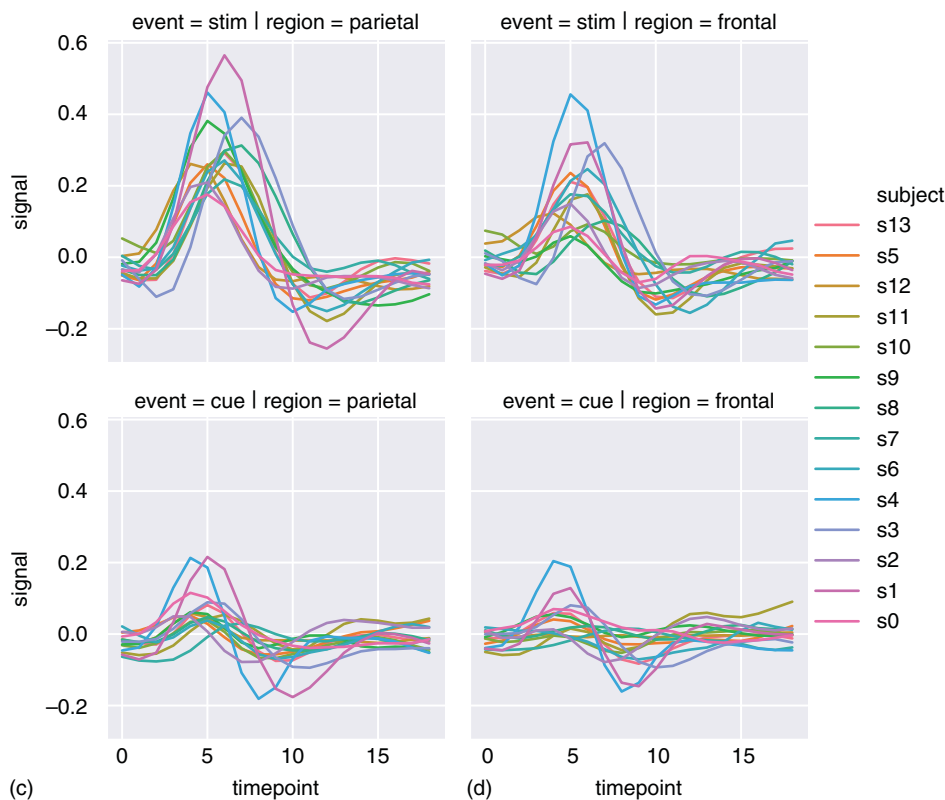 event = stim | region = parietal
event = stim | region = frontal
0.6
0.4
0.2
0.0
−0.2
signal
event = cue | region = parietal
event = cue | region = frontal
0.6
0.4
0.2
0.0
−0.2
signal
0 5 10 15
0 5 10 15
timepoint
timepoint
(c)
(d)
subject
s13
s5
s12
s11
s10
s9
s8
s7
s6
s4
s3
s2
s1
s0